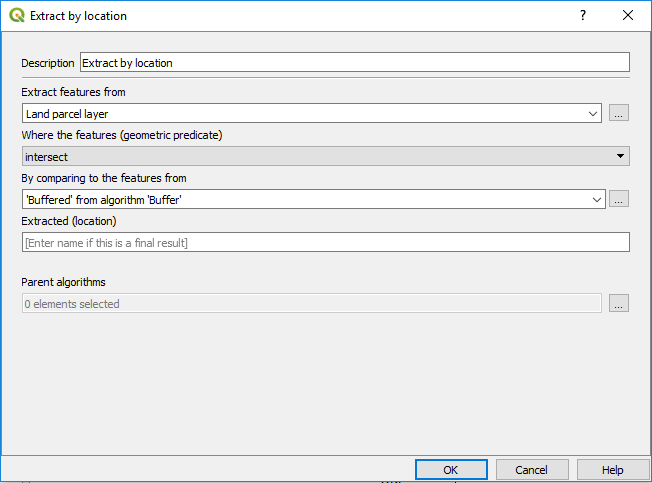 Extract by location
?
Description Extract by location
Extract features from
Land parcel layer
...
Where the features (geometric predicate)
intersect
By comparing to the features from
'Buffered' from algorithm 'Buffer'
...
Extracted (location)
[Enter name if this is a final result]
Parent algorithms
0 elements selected
...
OK Cancel Help